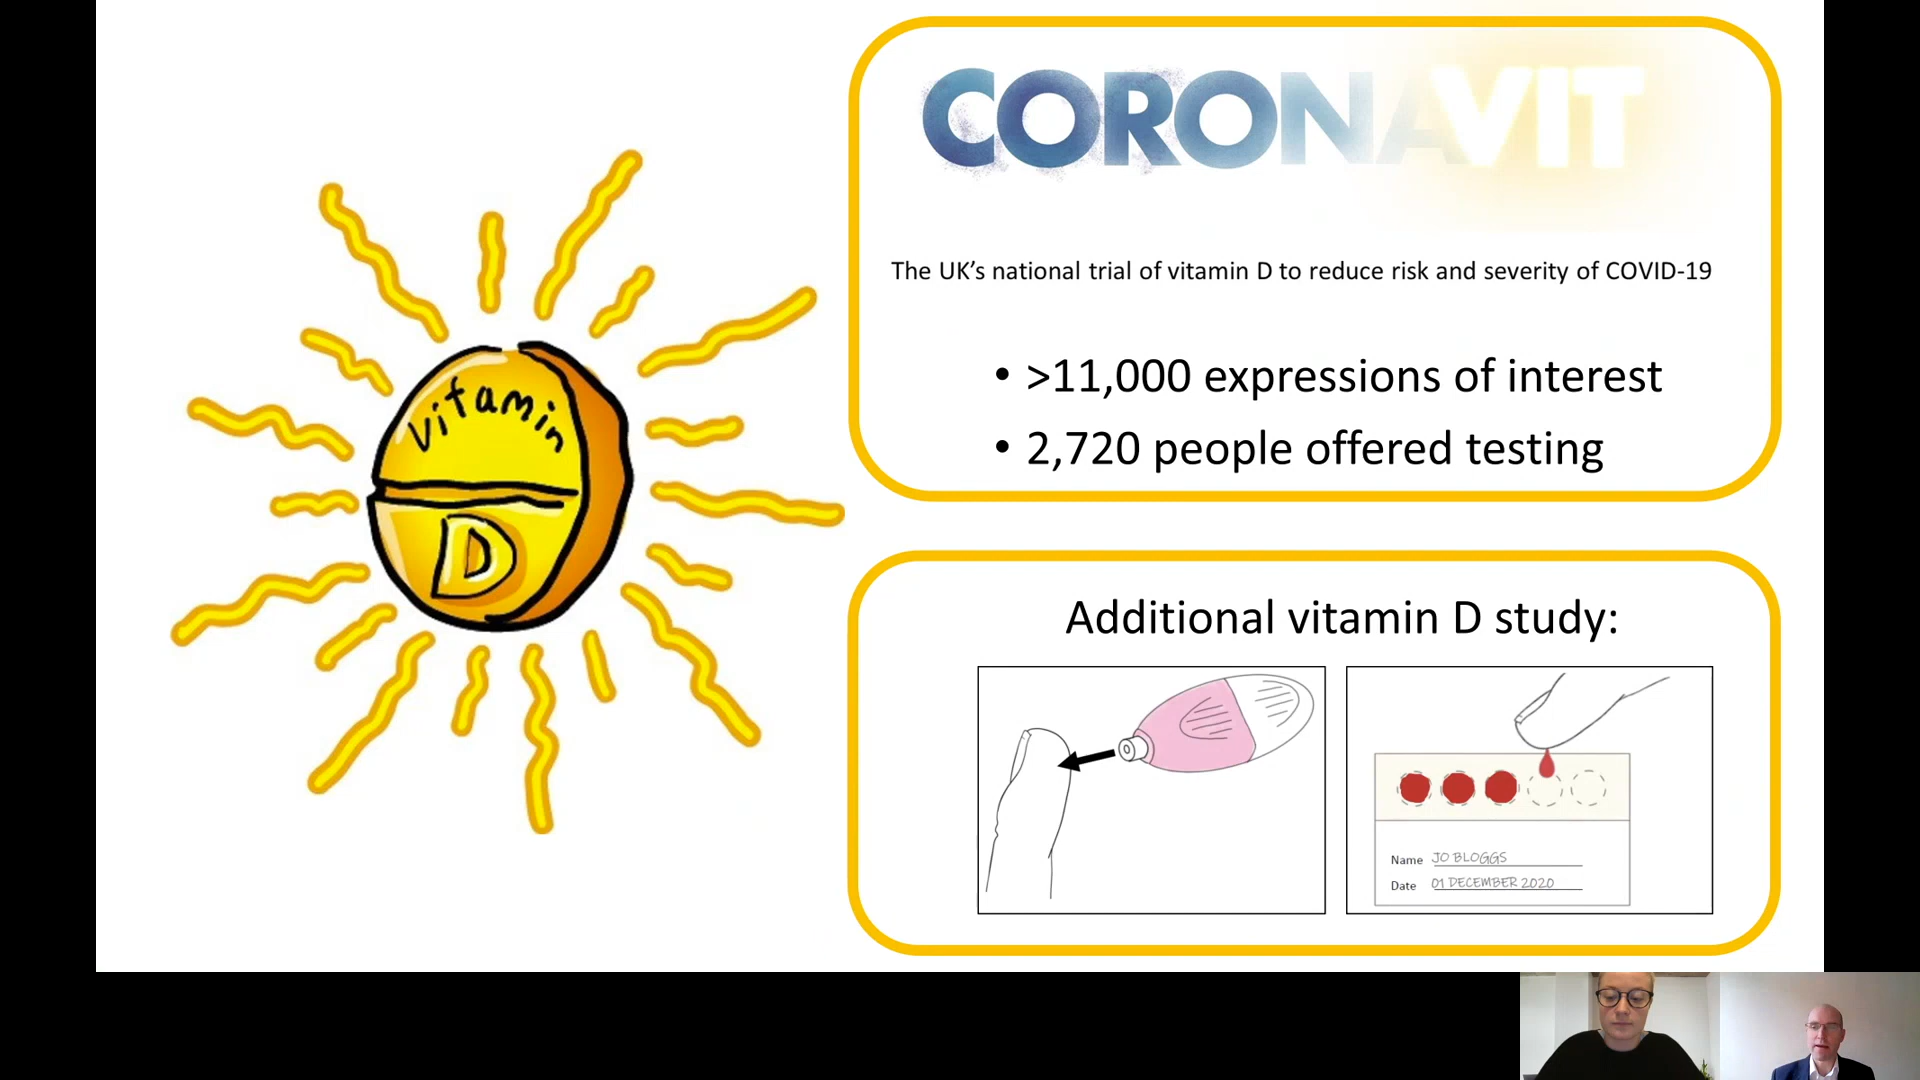 Vitamin
D
CORONAVIT
The UK’s national trial of vitamin D to reduce risk and severity of COVID-19
• >11,000 expressions of interest
• 2,720 people offered testing
Additional vitamin D study:
Name JO BLOGGS
Date 01 DECEMBER 2020